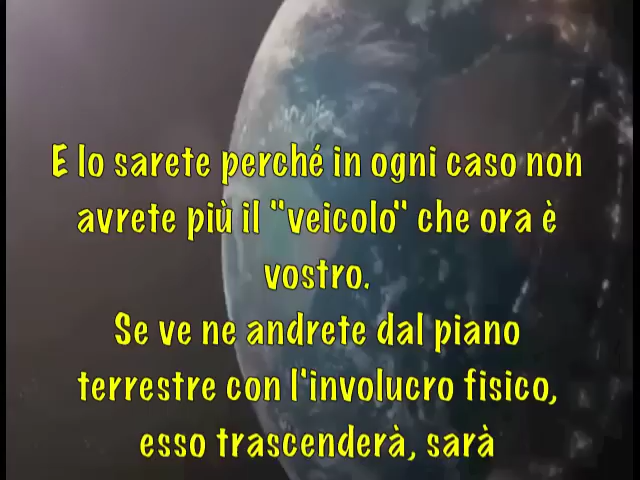 E lo sarete perché in ogni caso non
avrete più il "veicolo" che ora è
vostro.
Se ve ne andrete dal piano
terrestre con l'involucro fisico,
esso trascenderà, sarà